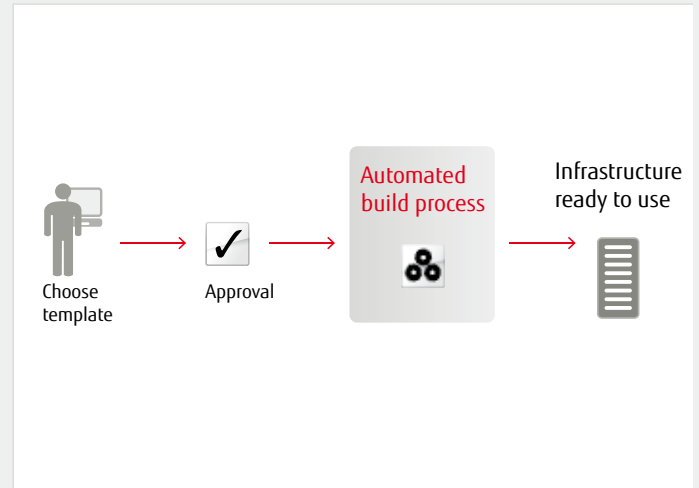 Choose
template
Approval
Automated
build process
Infrastructure
ready to use